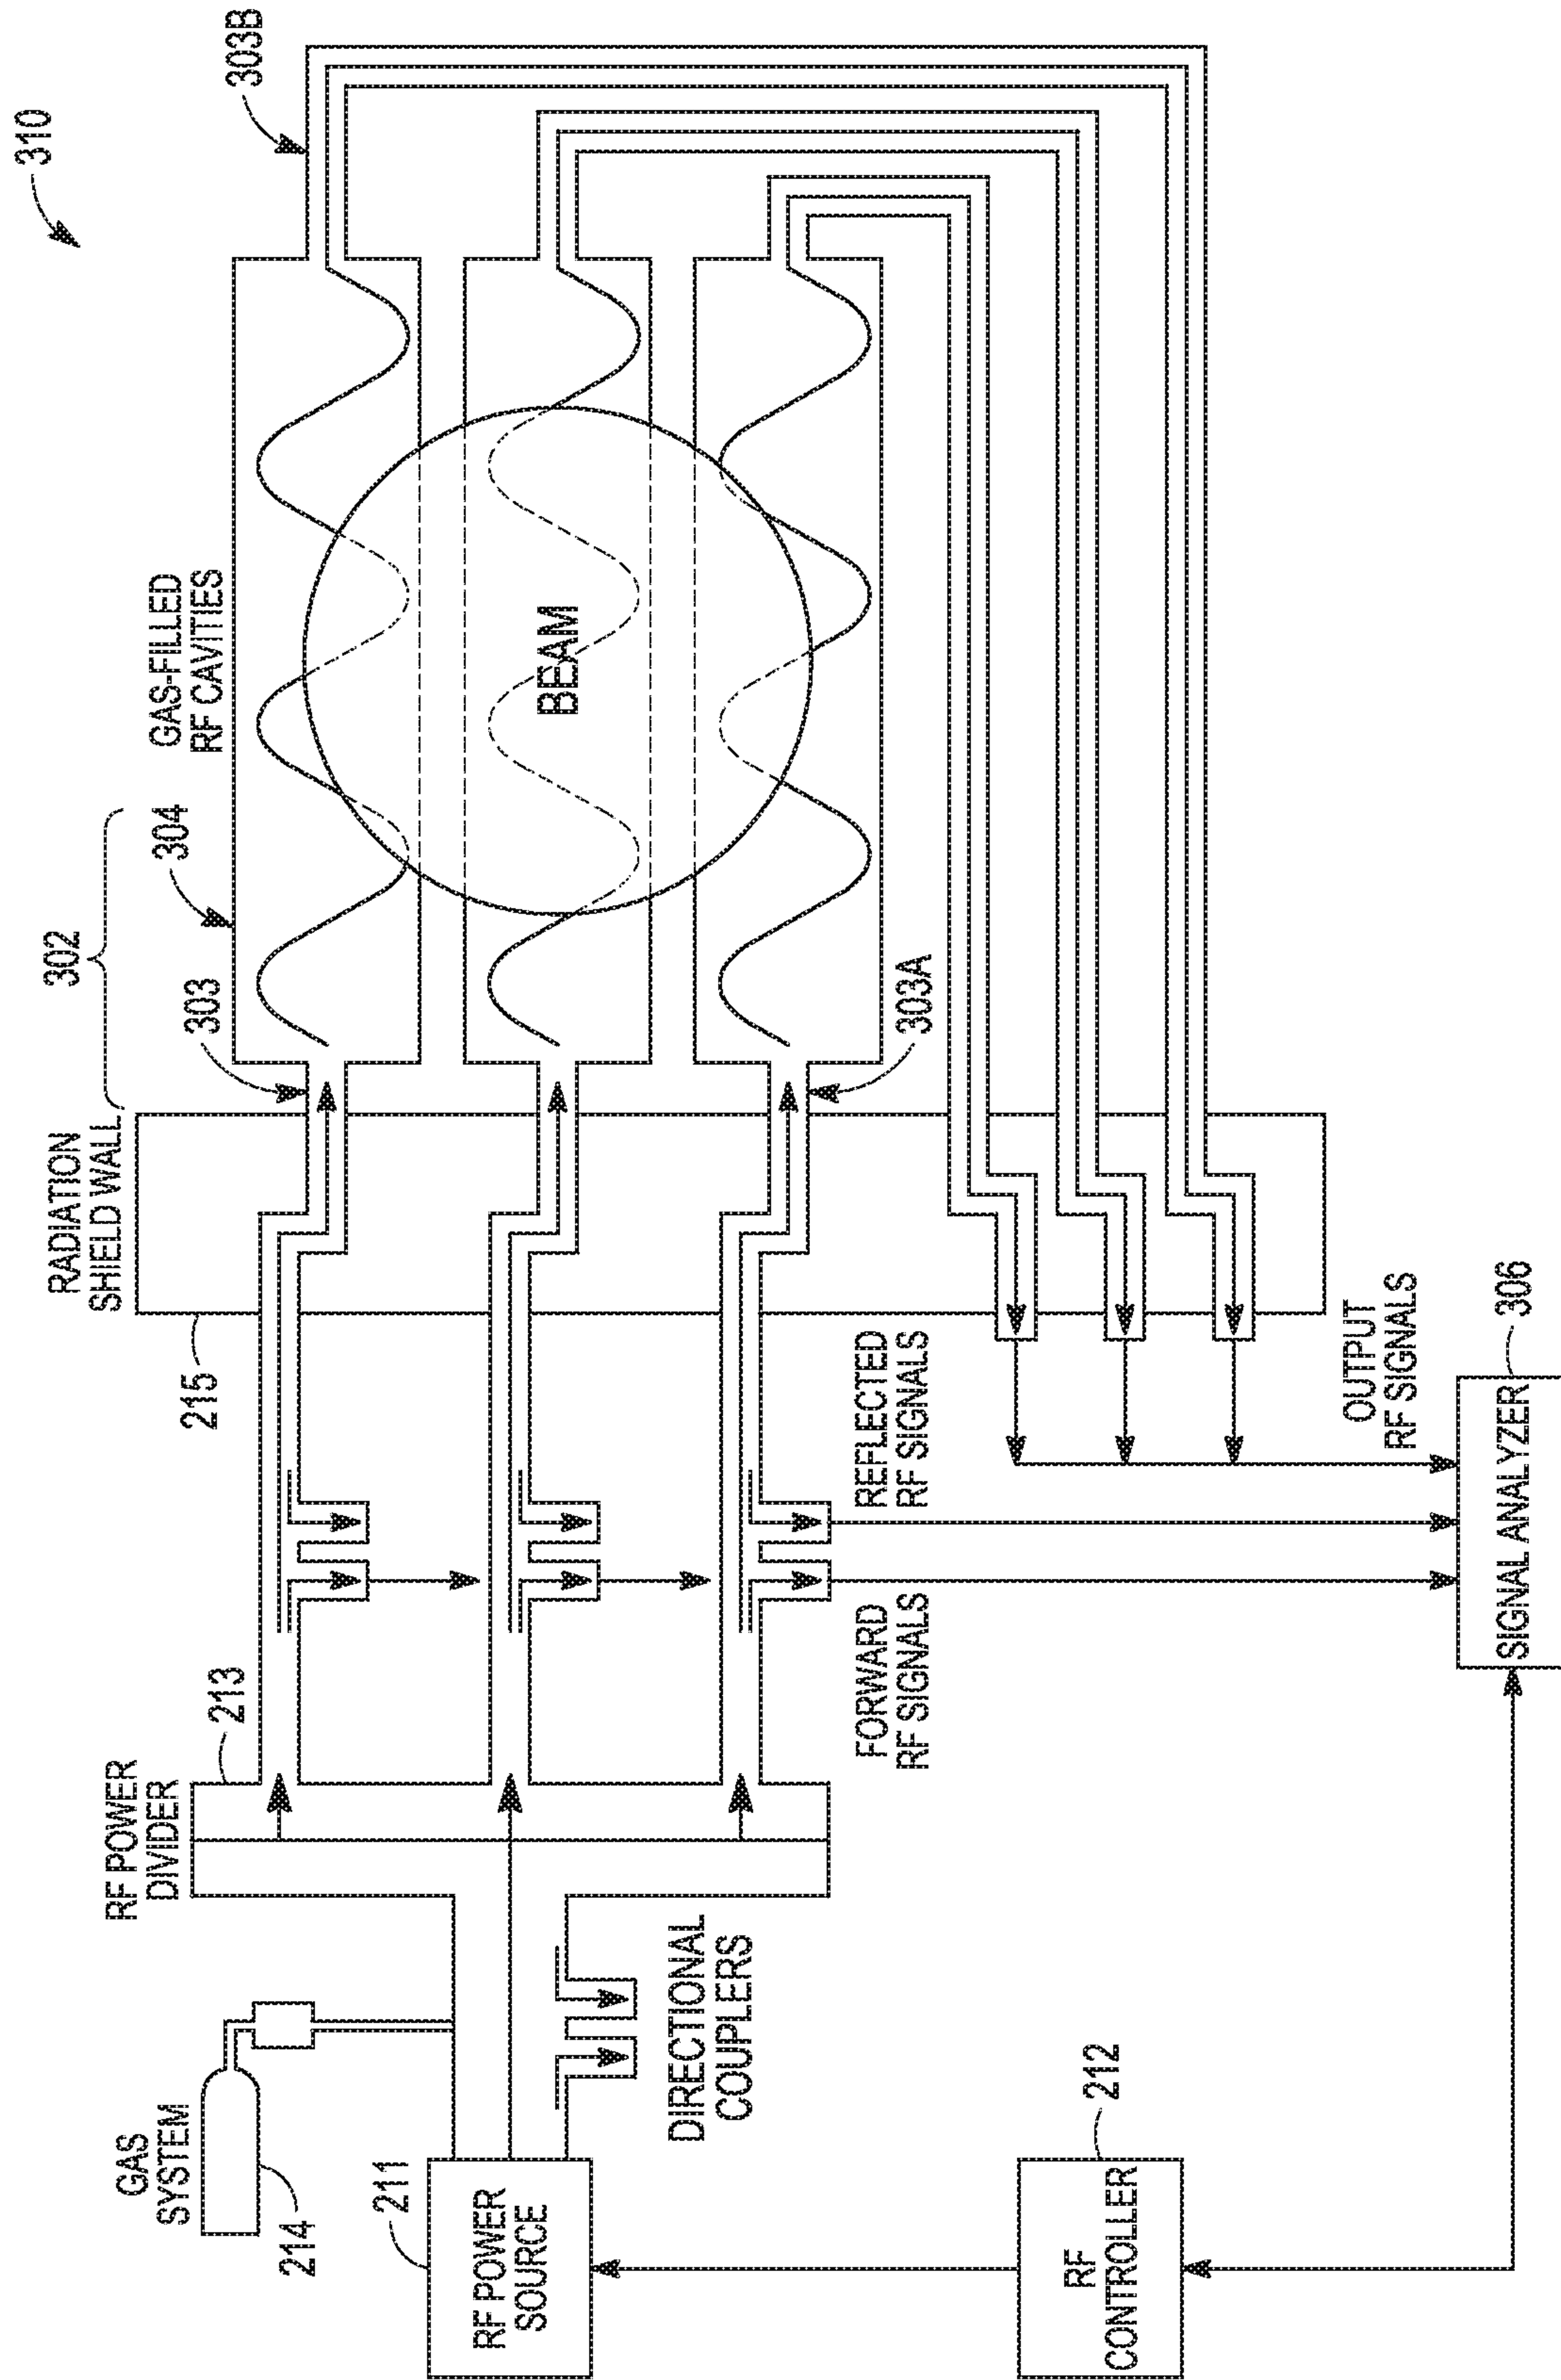 310
302
303
304
GAS-FILLED
RF CAVITIES
303B
RADIATION
SHIELD WALL
215
RF POWER
DIVIDER
213
GAS
SYSTEM
214
211
RF POWER
SOURCE
DIRECTIONAL
COUPLERS
BEAM
303A
FORWARD
RF SIGNALS
REFLECTED
RF SIGNALS
OUTPUT
RF SIGNALS
212
RF
CONTROLLER
SIGNAL ANALYZER
306